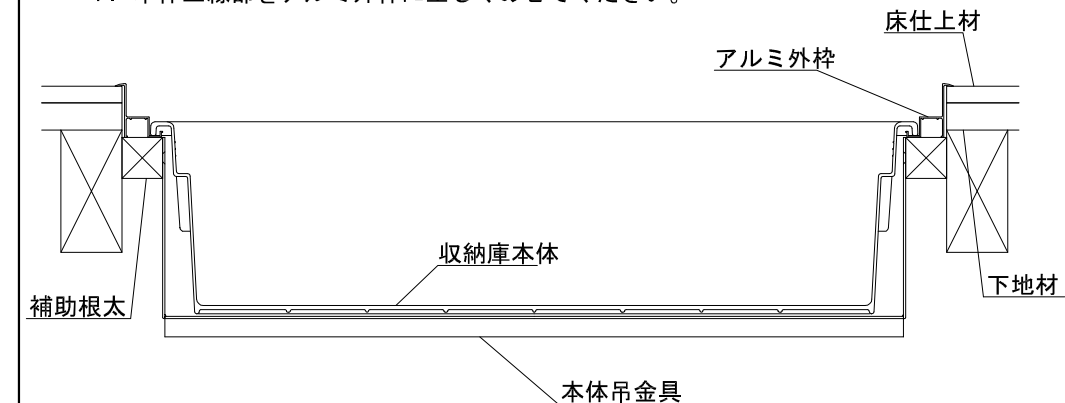 床仕上材
アルミ外枠
収納庫本体
下地材
補助根太
本体吊金具